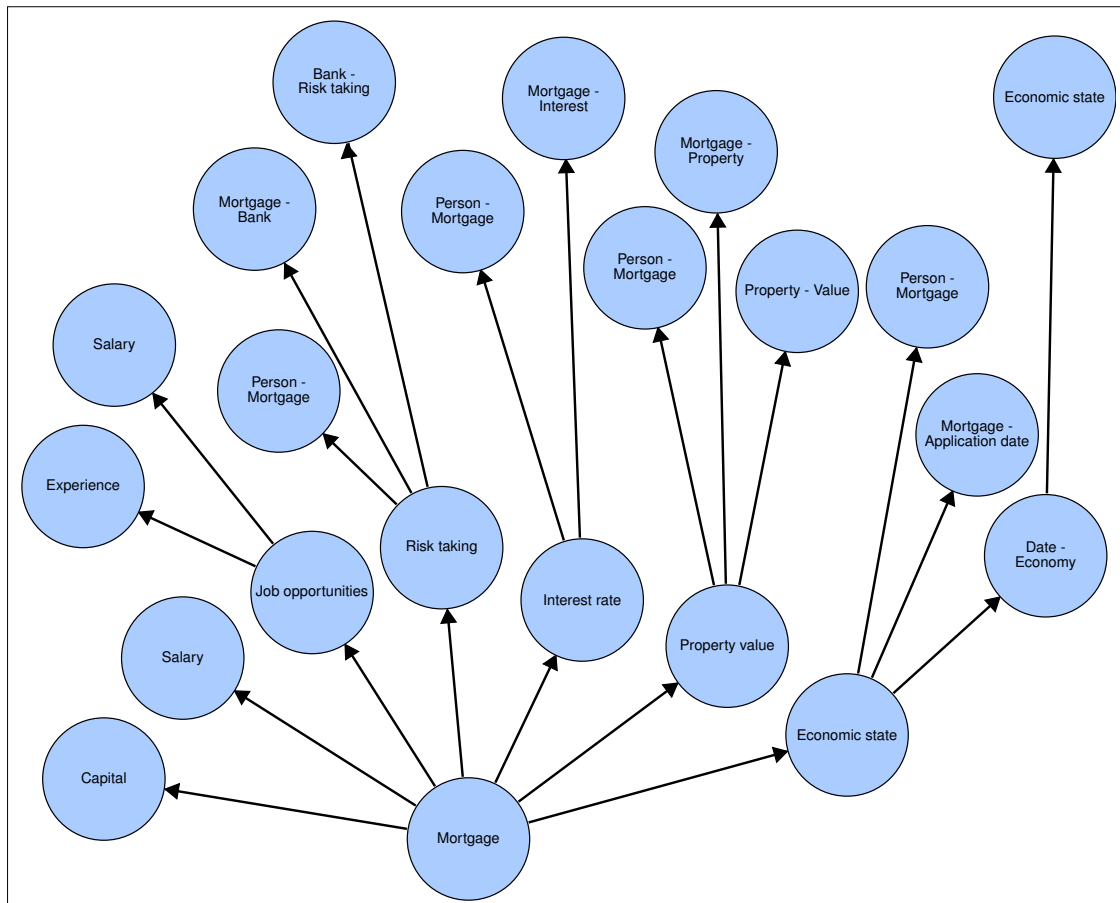 Bank -
Risk taking
Mortgage -
Interest
Economic state
Mortgage -
Property
Mortgage -
Bank
Person -
Mortgage
Person -
Mortgage
Property - Value
Person -
Mortgage
Salary
Person -
Mortgage
Mortgage -
Application date
Experience
Risk taking
Date -
Economy
Job opportunities
Interest rate
Property value
Salary
Economic state
Capital
Mortgage